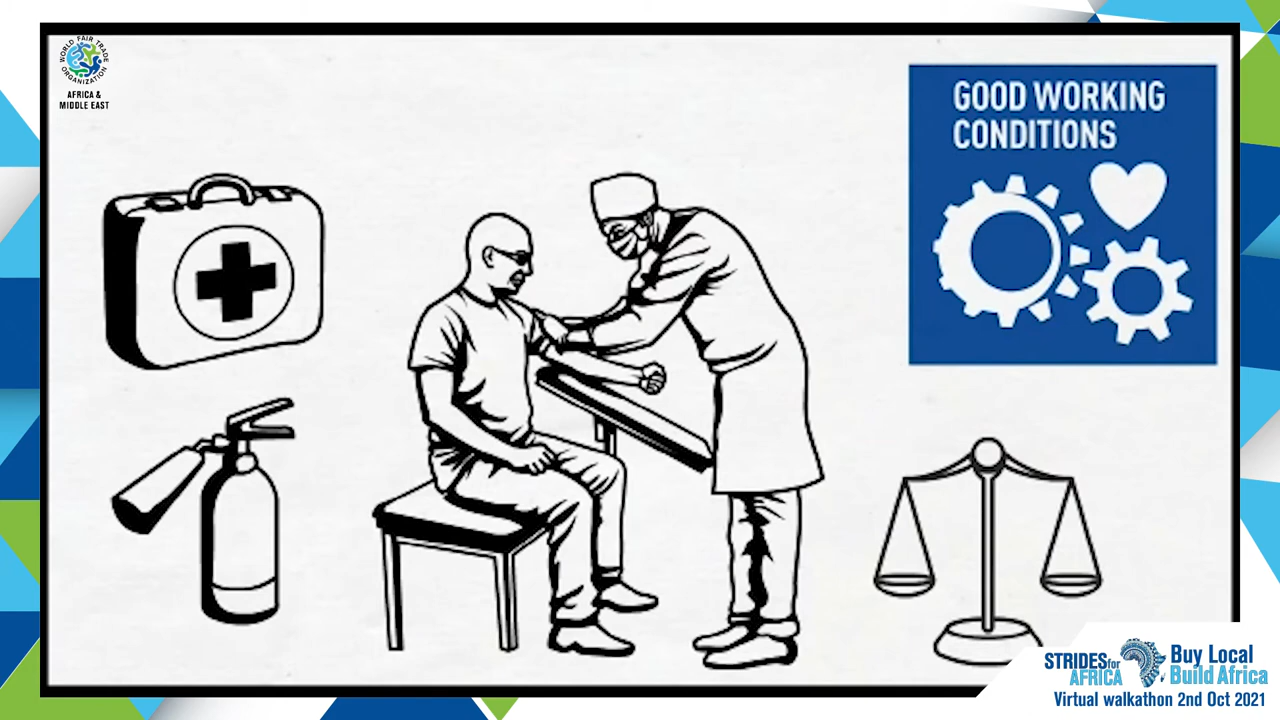 WORLD FAIR TRADE
ORGANIZATION
AFRICA &
MIDDLE EAST
GOOD WORKING
CONDITIONS
STRIDES for
AFRICA
Buy Local
Build Africa
Virtual walkathon 2nd Oct 2021